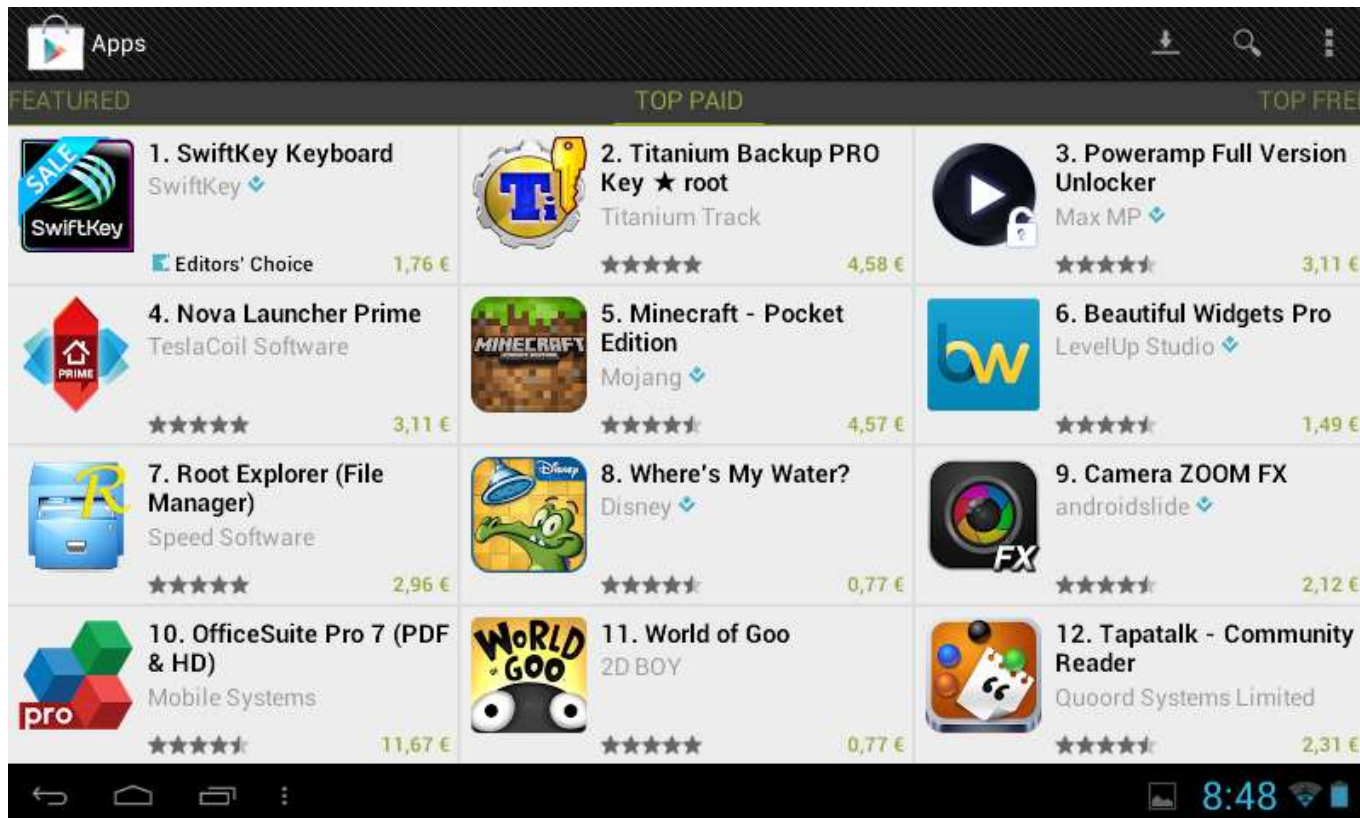 Apps
FEATURED
TOP PAID
TOP FREE
SALE
SwiftKey
1. SwiftKey Keyboard
SwiftKey
Editors' Choice
1,76 €
Ti
2. Titanium Backup PRO
Key ★ root
Titanium Track
4,58 €
3. Poweramp Full Version
Unlocker
Max MP
3,11 €
PRIME
4. Nova Launcher Prime
TeslaCoil Software
3,11 €
MINECRAFT
POCKET EDITION
5. Minecraft - Pocket
Edition
Mojang
4,57 €
bw
6. Beautiful Widgets Pro
LevelUp Studio
1,49 €
R
7. Root Explorer (File
Manager)
Speed Software
2,96 €
Disney
8. Where's My Water?
Disney
0,77 €
FX
9. Camera ZOOM FX
androidslide
2,12 €
pro
10. OfficeSuite Pro 7 (PDF
& HD)
Mobile Systems
11,67 €
WORLD
of
GOO
11. World of Goo
2D BOY
0,77 €
“
12. Tapatalk - Community
Reader
Quoord Systems Limited
2,31 €
8:48